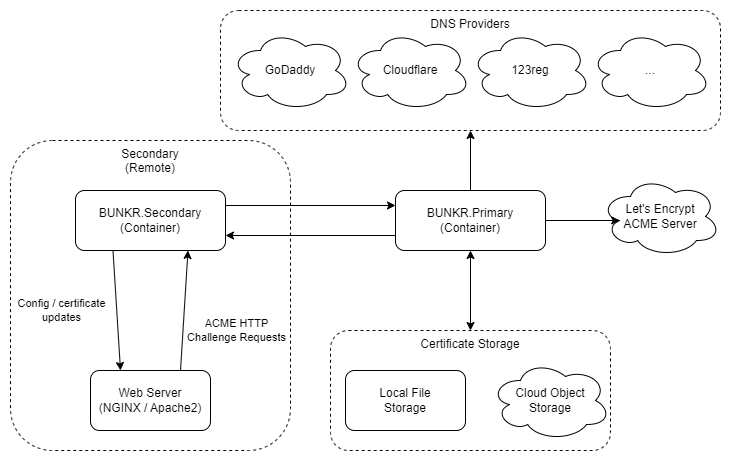 DNS Providers
GoDaddy
Cloudflare
123reg
...
Secondary
(Remote)
BUNKR.Secondary
(Container)
BUNKR.Primary
(Container)
Let's Encrypt
ACME Server
Config / certificate
updates
ACME HTTP
Challenge Requests
Certificate Storage
Web Server
(NGINX / Apache2)
Local File
Storage
Cloud Object
Storage